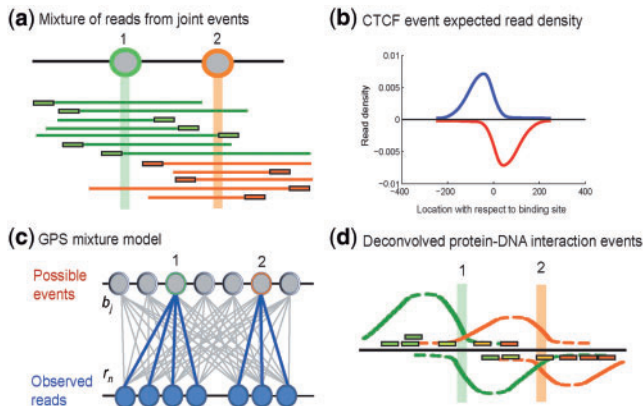 (a) Mixture of reads from joint events
1 2
(b) CTCF event expected read density
0.01
0.005
0
−0.005
−0.01
Read density
−400 −200 0 200 400
Location with respect to binding site
(c) GPS mixture model
1 2
Possible
events
bj
rn
Observed
reads
(d) Deconvolved protein-DNA interaction events
1 2